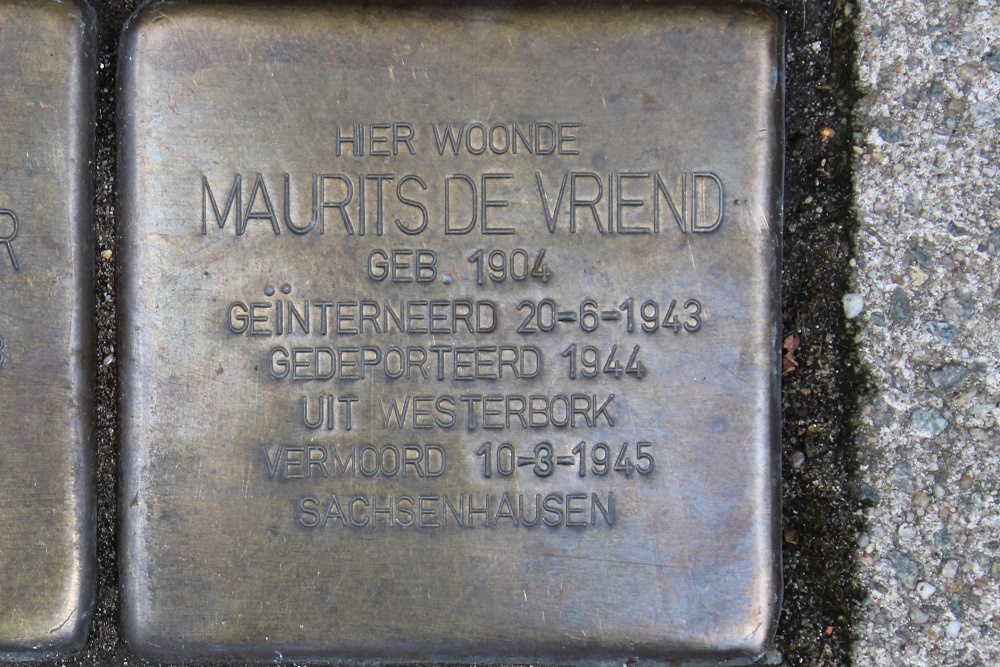 HIER WOONDE
MAURITS DE VRIEND
GEB. 1904
GEÏNTERNEERD 20-6-1943
GEDEPORTEERD 1944
UIT WESTERBORK
VERMOORD 10-3-1945
SACHSENHAUSEN